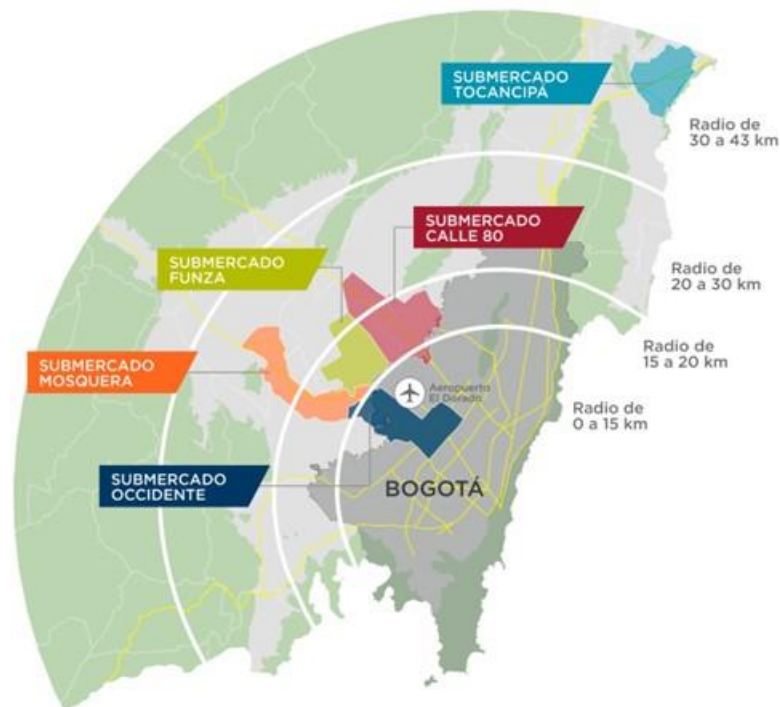 SUBMERCADO
TOCANCIPÁ
Radio de
30 a 43 km
SUBMERCADO
CALLE 80
SUBMERCADO
FUNZA
Radio de
20 a 30 km
SUBMERCADO
MOSQUERA
Radio de
15 a 20 km
Aeropuerto
El Dorado
Radio de
0 a 15 km
SUBMERCADO
OCCIDENTE
BOGOTÁ